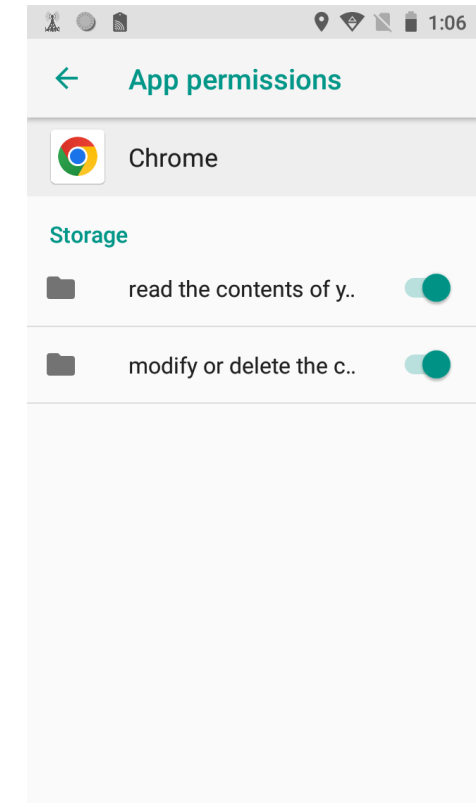 1:06
App permissions
Chrome
Storage
read the contents of y..
modify or delete the c..